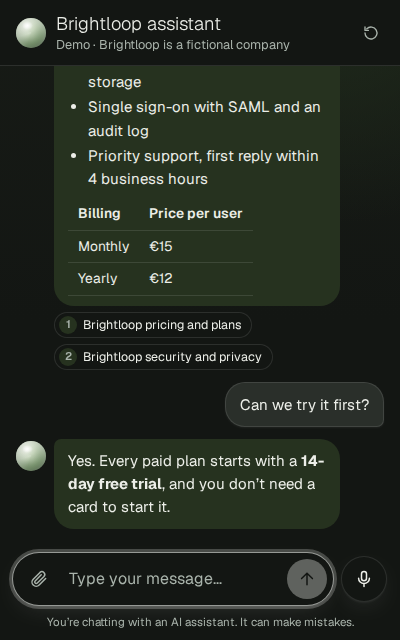 Brightloop assistant
Demo · Brightloop is a fictional company
storage
• Single sign-on with SAML and an
audit log
• Priority support, first reply within
4 business hours
Billing Price per user
Monthly €15
Yearly €12
1 Brightloop pricing and plans
2 Brightloop security and privacy
Can we try it first?
Yes. Every paid plan starts with a 14-
day free trial, and you don’t need a
card to start it.
Type your message...
You’re chatting with an AI assistant. It can make mistakes.